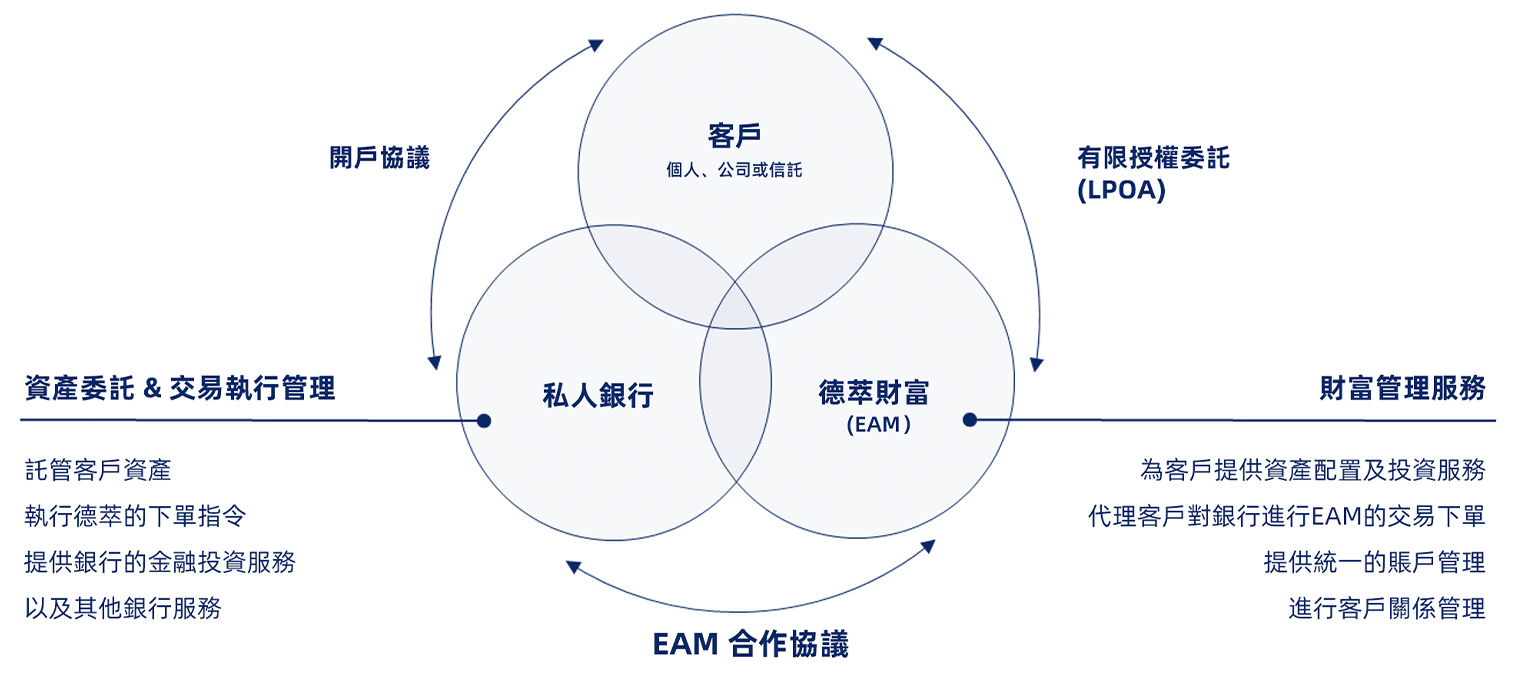 客戶
個人、公司或信託
開戶協議
有限授權委託
(LPOA)
資產委託 & 交易執行管理
託管客戶資產
執行德萃的下單指令
提供銀行的金融投資服務
以及其他銀行服務
私人銀行
德萃財富
(EAM)
財富管理服務
為客戶提供資產配置及投資服務
代理客戶對銀行進行EAM的交易下單
提供統一的賬戶管理
進行客戶關係管理
EAM 合作協議